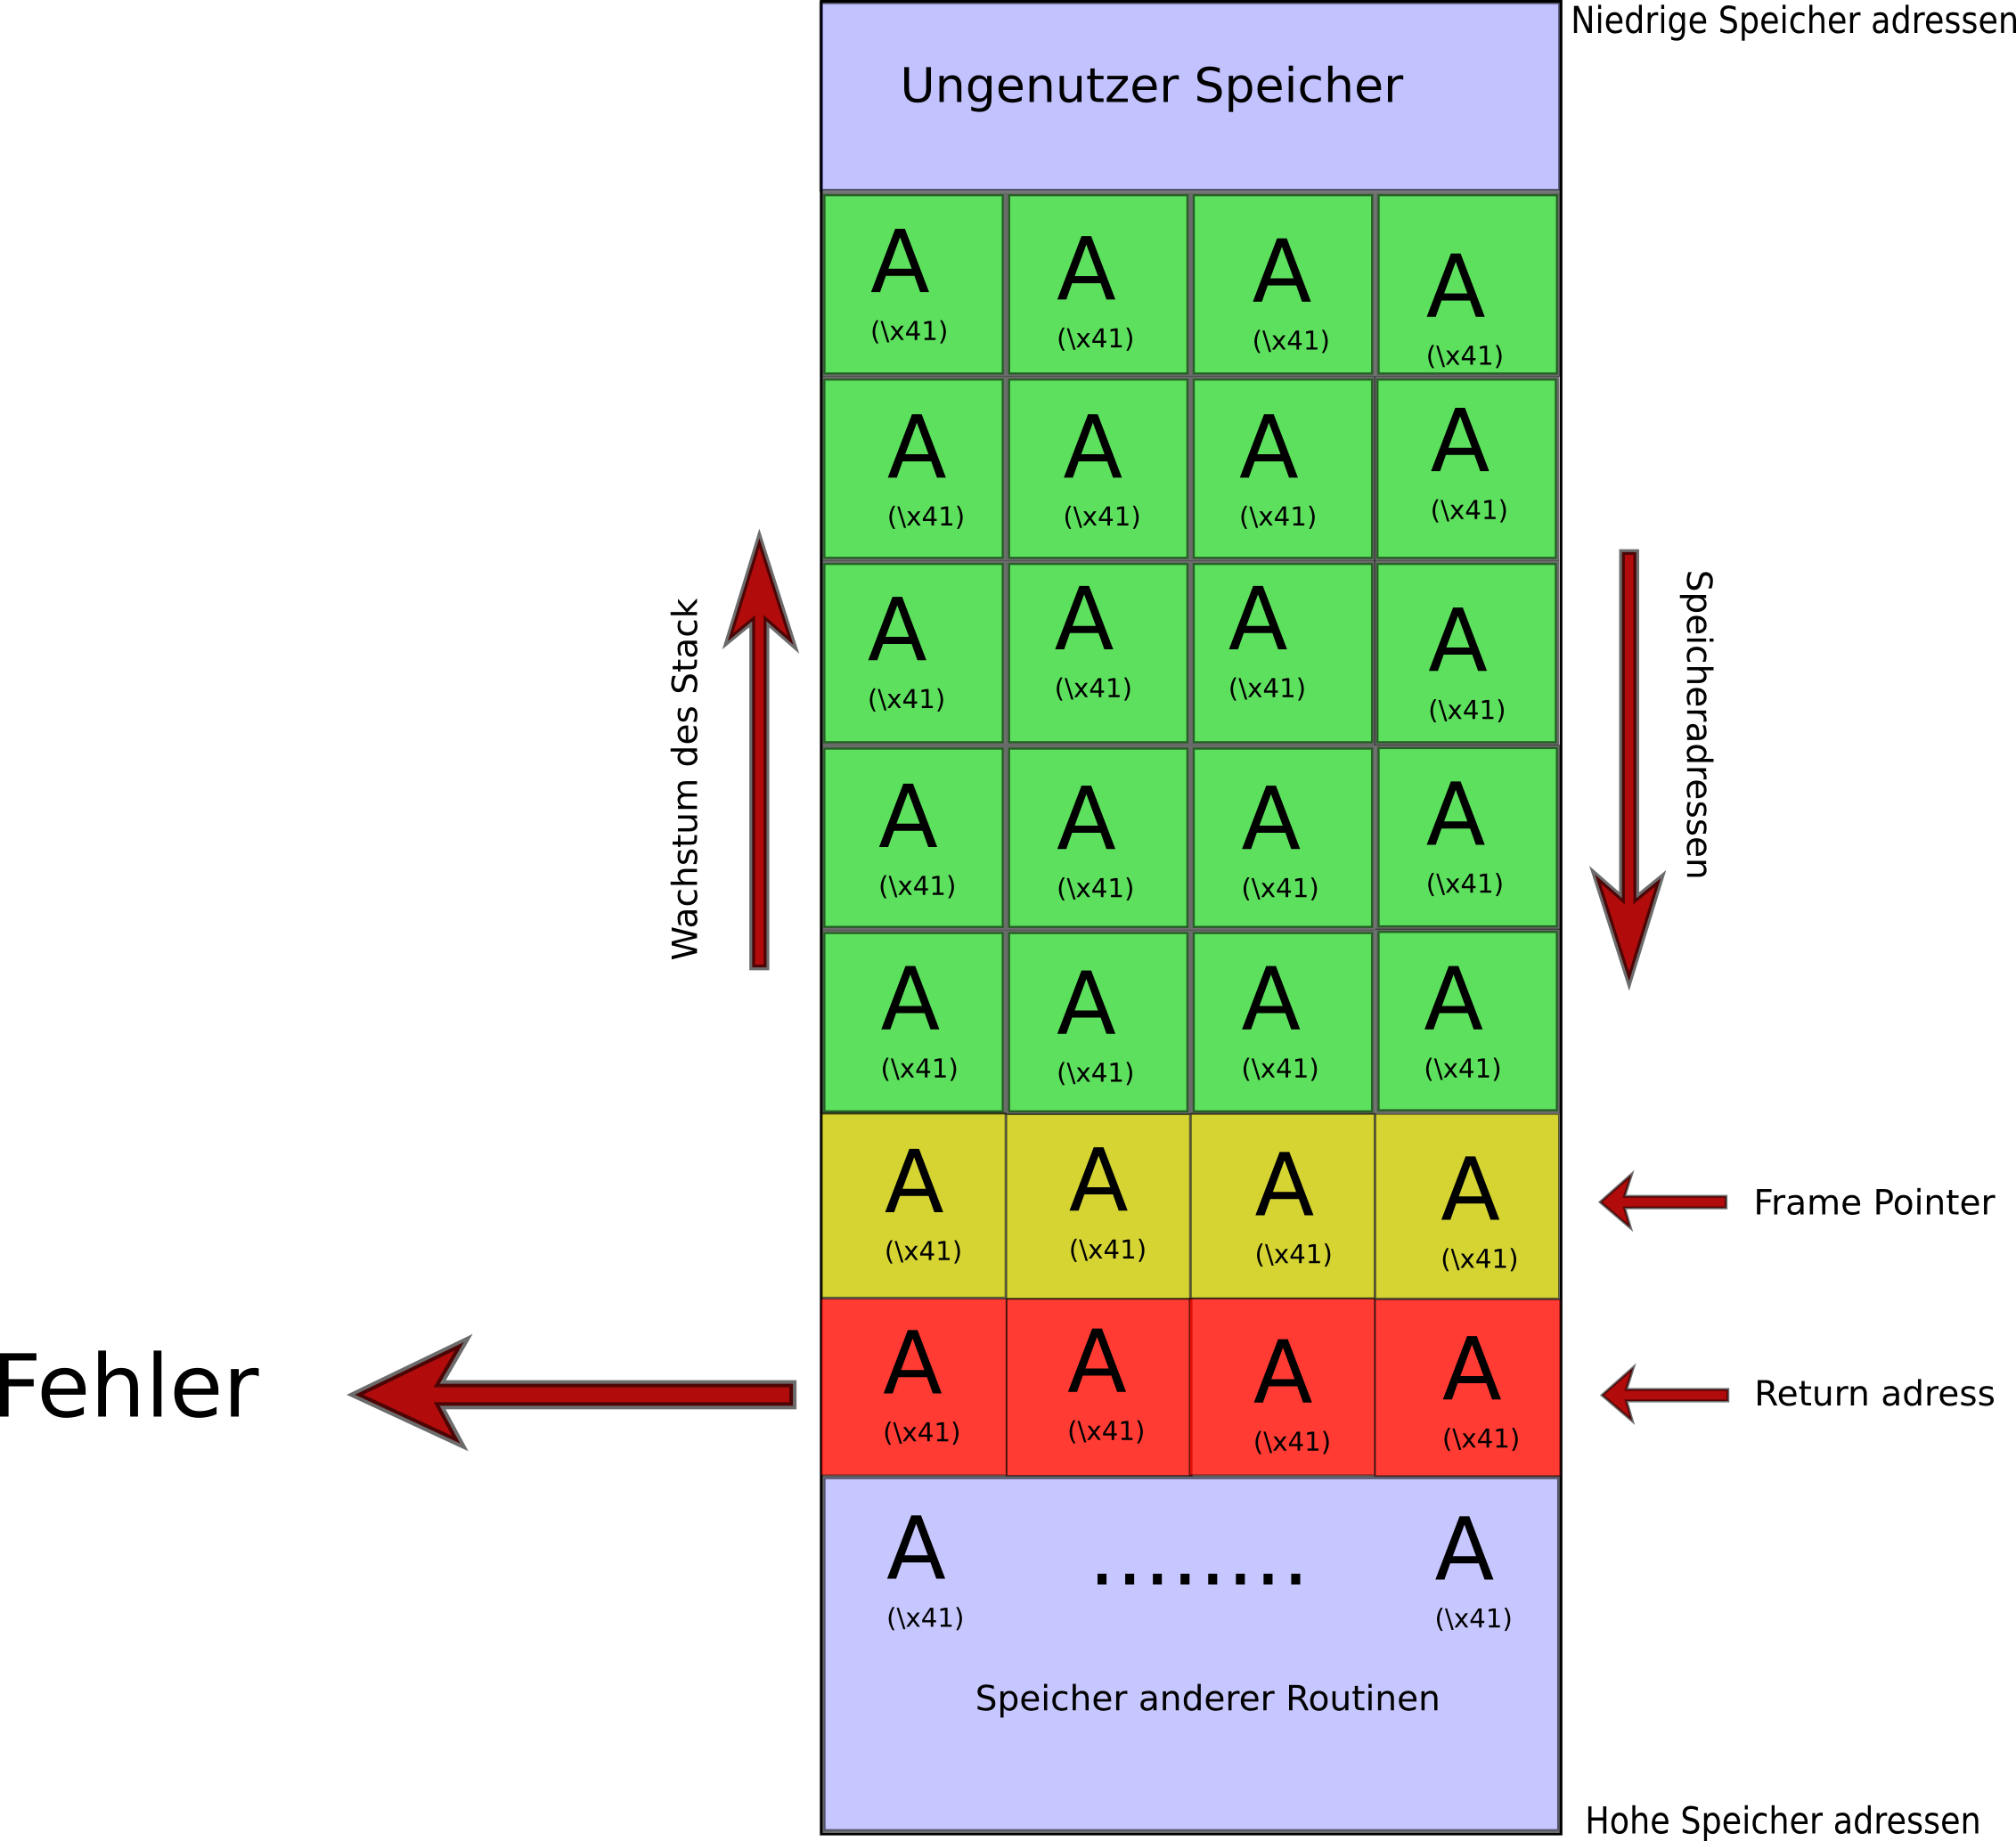 Niedrige Speicher adressen
Ungenutzer Speicher
A A A A
(\x41) (\x41) (\x41) (\x41)
A A A A
(\x41) (\x41) (\x41) (\x41)
Wachstum des Stack
Speicheradressen
A A A A
(\x41) (\x41) (\x41) (\x41)
A A A A
(\x41) (\x41) (\x41) (\x41)
A A A A
(\x41) (\x41) (\x41) (\x41)
A A A A
(\x41) (\x41) (\x41) (\x41)
Frame Pointer
Fehler
A A A A
(\x41) (\x41) (\x41) (\x41)
Return adress
A ........ A
(\x41) (\x41)
Speicher anderer Routinen
Hohe Speicher adressen